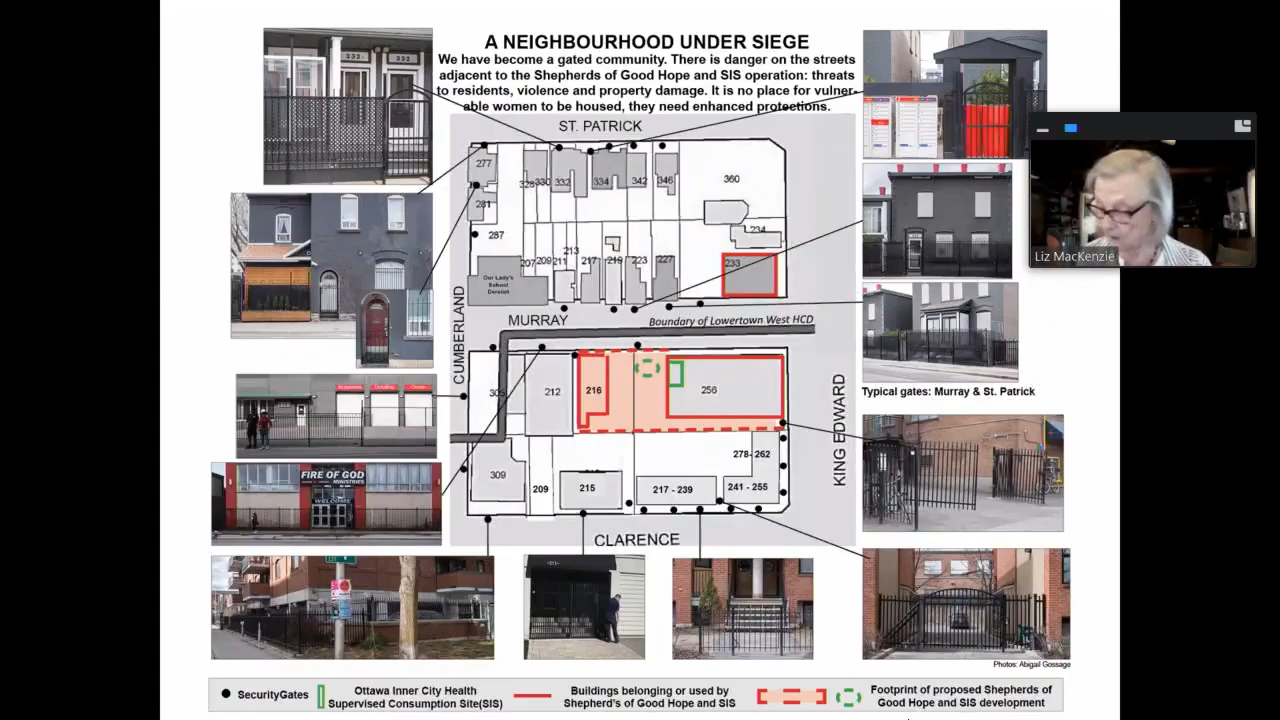 A NEIGHBOURHOOD UNDER SIEGE
We have become a gated community. There is danger on the streets
adjacent to the Shepherds of Good Hope and SIS operation: threats
to residents, violence and property damage. It is no place for vulner-
able women to be housed, they need enhanced protections.
ST. PATRICK
277
328
330
332
334
342
346
360
281
287
234
213
207
209
211
217
219
223
227
233
Our Lady's
School
Derelict
CUMBERLAND
MURRAY
Boundary of Lowertown West HCD
Liz MacKenzie
212
216
256
KING EDWARD
Typical gates: Murray & St. Patrick
309
209
215
217 - 239
278- 262
241 - 255
CLARENCE
332
FIRE OF GOD
MINISTRIES
WELCOME
Photos: Abigail Gossage
SecurityGates
Ottawa Inner City Health
Supervised Consumption Site(SIS)
Buildings belonging or used by
Shepherd's of Good Hope and SIS
Footprint of proposed Shepherds of
Good Hope and SIS development